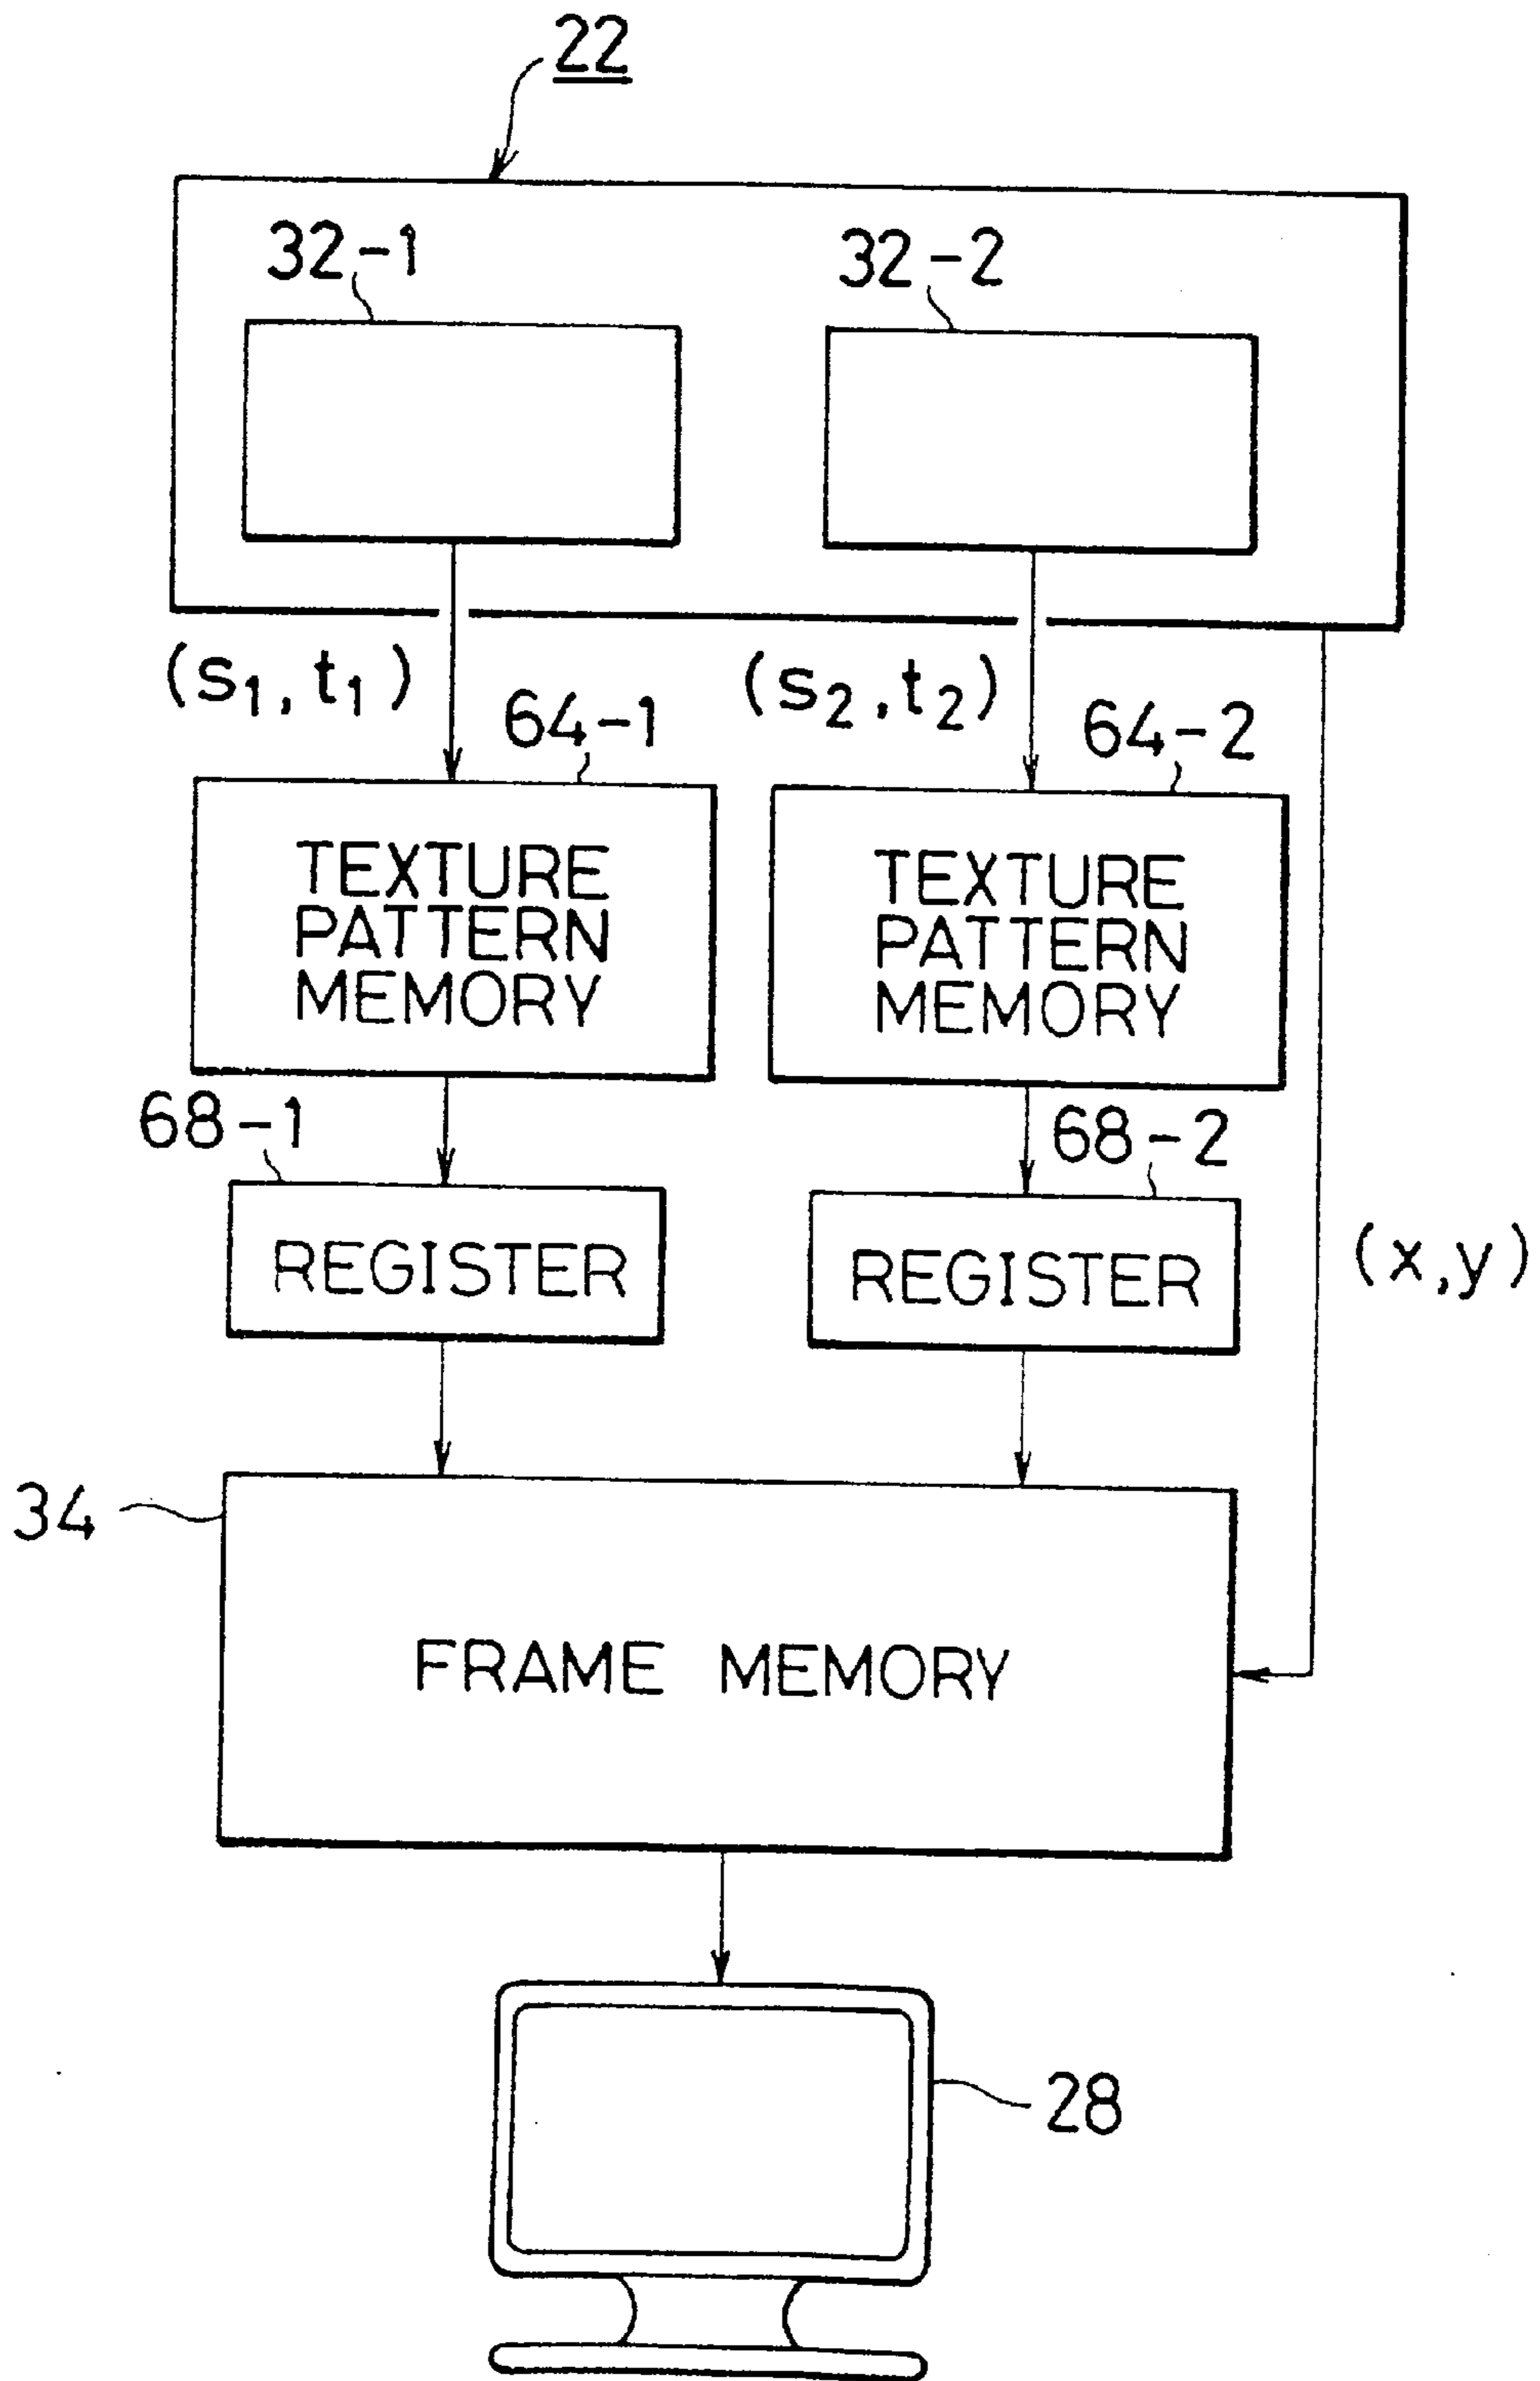 22
32-1
32-2
(s₁,t₁)
(s₂,t₂)
64-1
64-2
TEXTURE
PATTERN
MEMORY
TEXTURE
PATTERN
MEMORY
68-1
68-2
REGISTER
REGISTER
(x,y)
34
FRAME MEMORY
28